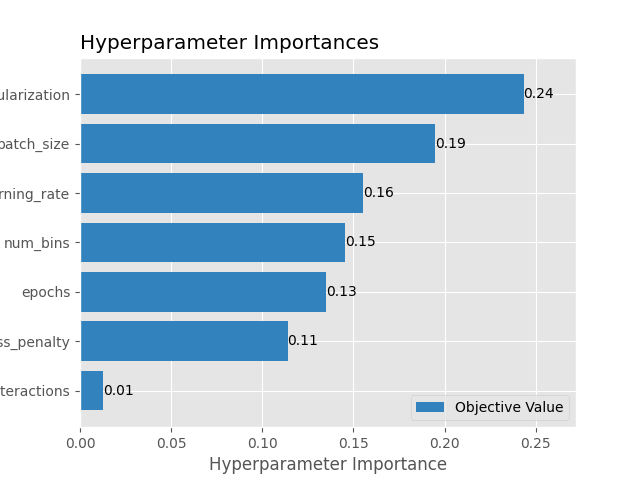 Hyperparameter Importances
ularization 0.24
batch_size 0.19
rning_rate 0.16
num_bins 0.15
epochs 0.13
ss_penalty 0.11
teractions 0.01
Objective Value
0.00 0.05 0.10 0.15 0.20 0.25
Hyperparameter Importance